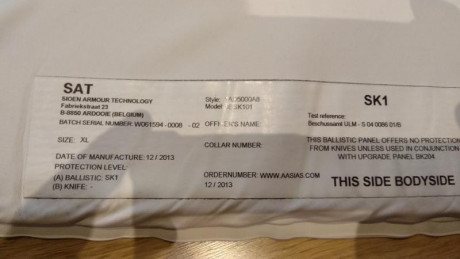 SAT
SIOEN ARMOUR TECHNOLOGY
Fabriekstraat 23
B-8850 ARDOOIE (BELGIUM)
BATCH SERIAL NUMBER: W061594 -0008 - 02
SIZE: XL
DATE OF MANUFACTURE: 12 / 2013
PROTECTION LEVEL:
(A) BALLISTIC: SK1
(B) KNIFE: -
Style:
Model:
OFFICER'S NAME:
COLLAR NUMBER:
ORDERNUMBER: WWW.AASIAS.COM
12 / 2013
SK1
Test reference:
Beschussamt ULM - S 04 0086 01/B
THIS BALLISTIC PANEL OFFERS NO PROTECTION
FROM KNIVES UNLESS USED IN CONJUNCTION
WITH UPGRADE PANEL BK204
THIS SIDE BODYSIDE